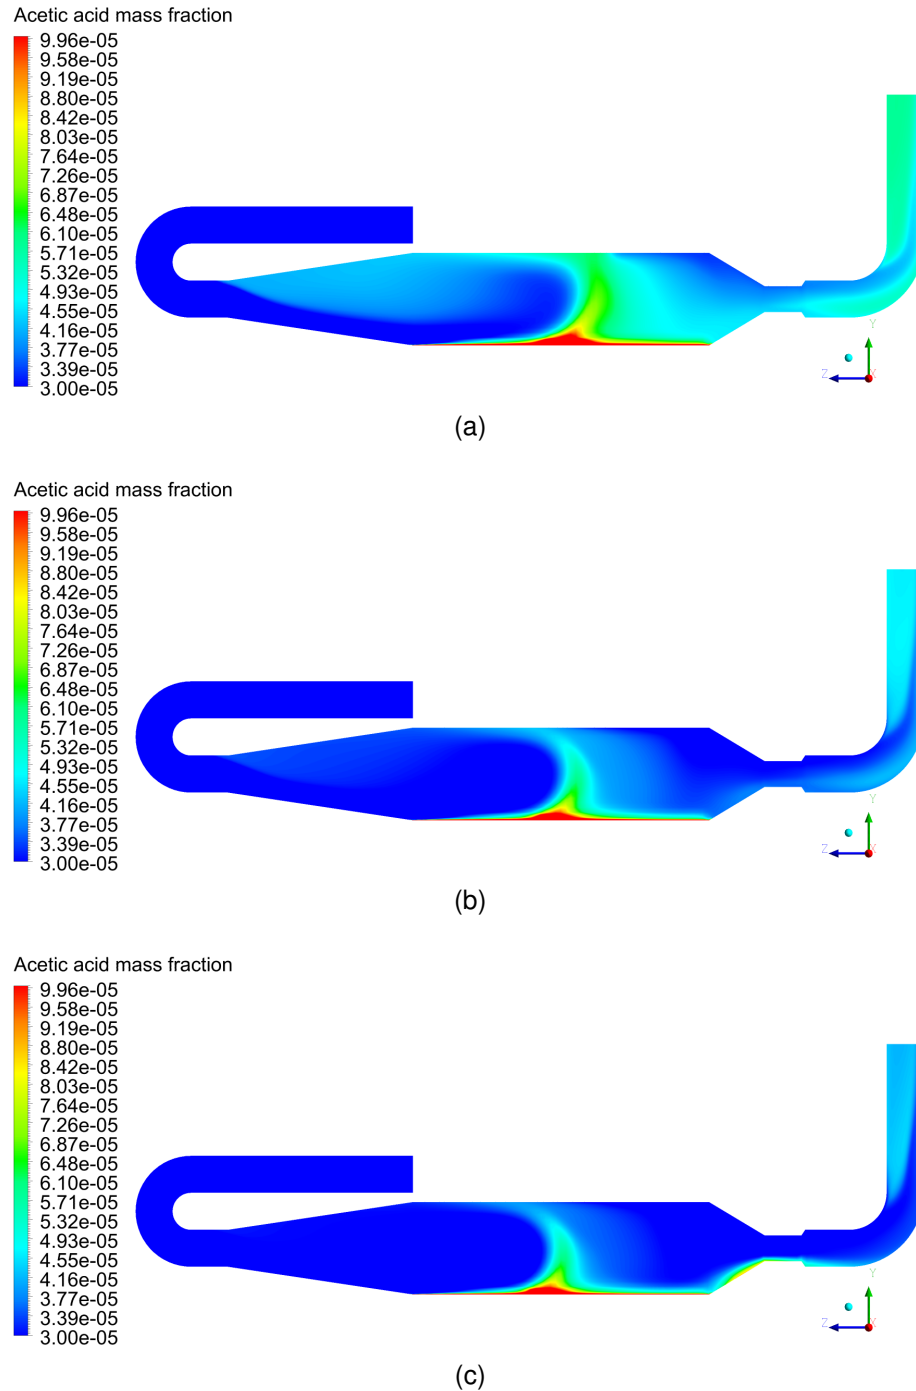 Acetic acid mass fraction
9.96e-05
9.58e-05
9.19e-05
8.80e-05
8.42e-05
8.03e-05
7.64e-05
7.26e-05
6.87e-05
6.48e-05
6.10e-05
5.71e-05
5.32e-05
4.93e-05
4.55e-05
4.16e-05
3.77e-05
3.39e-05
3.00e-05
Y
Z X
(a)
Acetic acid mass fraction
9.96e-05
9.58e-05
9.19e-05
8.80e-05
8.42e-05
8.03e-05
7.64e-05
7.26e-05
6.87e-05
6.48e-05
6.10e-05
5.71e-05
5.32e-05
4.93e-05
4.55e-05
4.16e-05
3.77e-05
3.39e-05
3.00e-05
Y
Z X
(b)
Acetic acid mass fraction
9.96e-05
9.58e-05
9.19e-05
8.80e-05
8.42e-05
8.03e-05
7.64e-05
7.26e-05
6.87e-05
6.48e-05
6.10e-05
5.71e-05
5.32e-05
4.93e-05
4.55e-05
4.16e-05
3.77e-05
3.39e-05
3.00e-05
Y
Z X
(c)